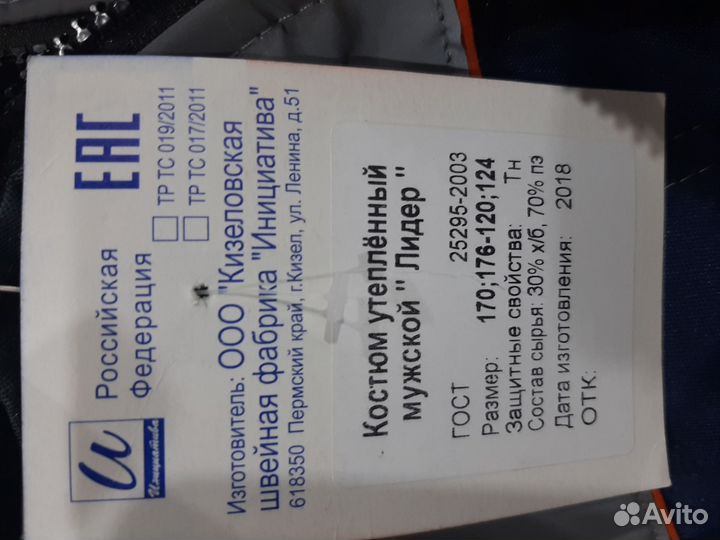 Инициатива
Российская
Федерация
ТР ТС 019/2011
ТР ТС 017/2011
ЕАС
Изготовитель: ООО "Кизеловская
швейная фабрика "Инициатива"
618350 Пермский край, г.Кизел, ул. Ленина, д.51
Костюм утеплённый
мужской " Лидер "
ГОСТ 25295-2003
Размер: 170;176-120;124
Защитные свойства: Тн
Состав сырья: 30% х/б, 70% пэ
Дата изготовления: 2018
ОТК:
Avito